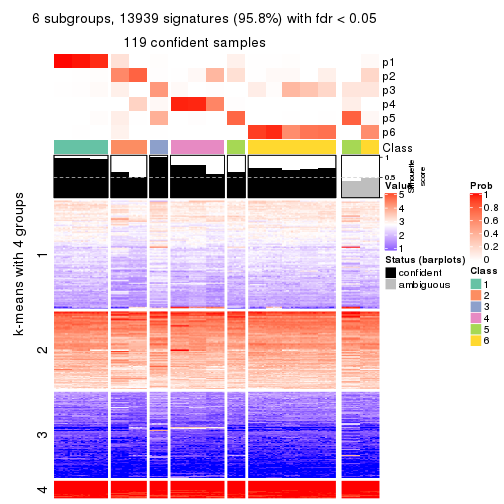 6 subgroups, 13939 signatures (95.8%) with fdr < 0.05
119 confident samples
p1
p2
p3
p4
p5
p6
Class
1
0.5
0
Silhouette
score
k-means with 4 groups
1
2
3
4
Value
5
4
3
2
1
Status (barplots)
confident
ambiguous
Prob
1
0.8
0.6
0.4
0.2
0
Class
1
2
3
4
5
6